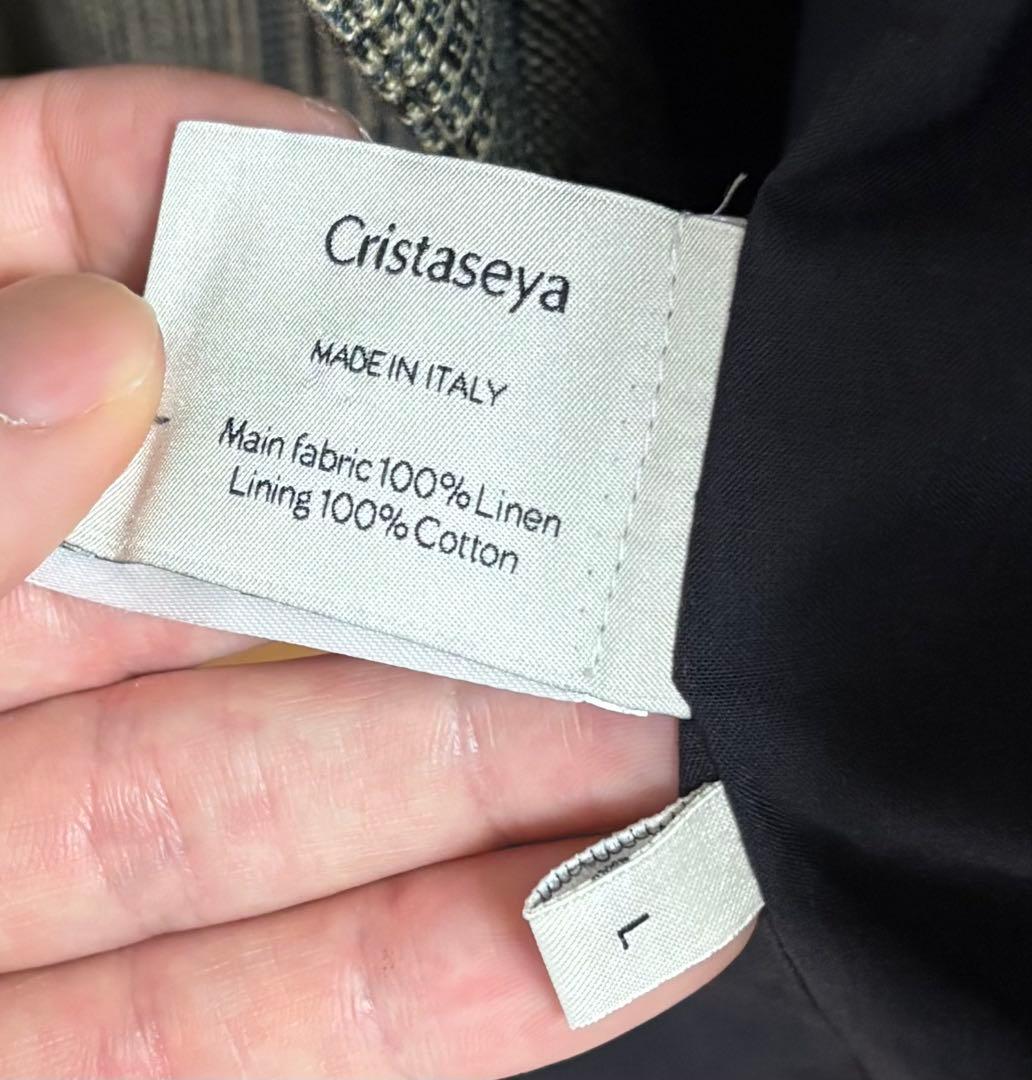 Cristaseya
MADE IN ITALY
Main fabric 100% Linen
Lining 100% Cotton
L